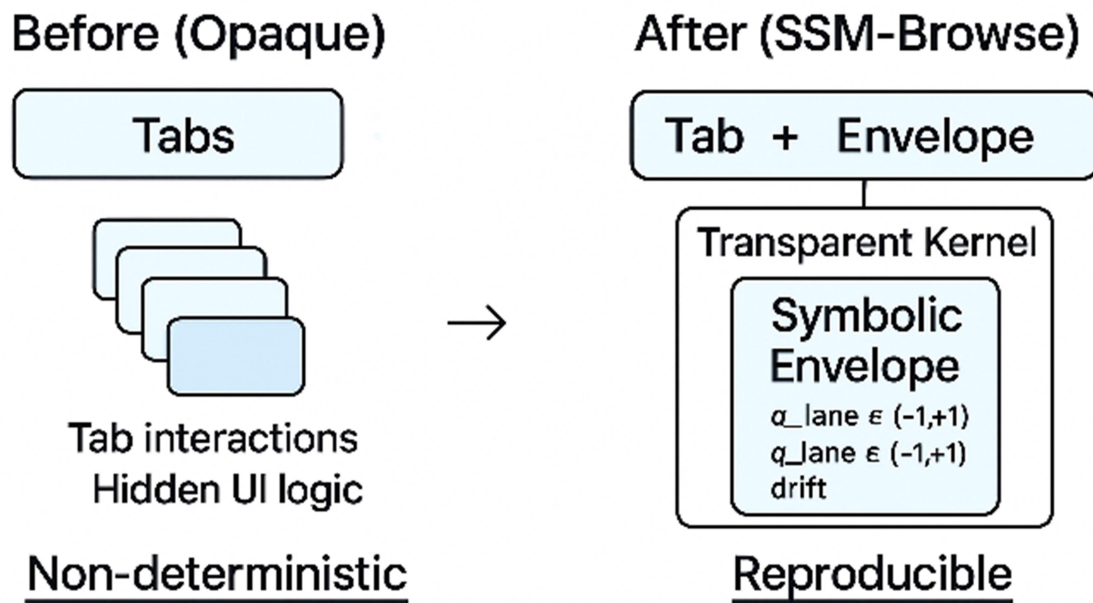 Before (Opaque)
Tabs
Tab interactions
Hidden UI logic
Non-deterministic
→
After (SSM-Browse)
Tab + Envelope
Transparent Kernel
Symbolic
Envelope
a_lane ϵ (-1,+1)
q_lane ϵ (-1,+1)
drift
Reproducible